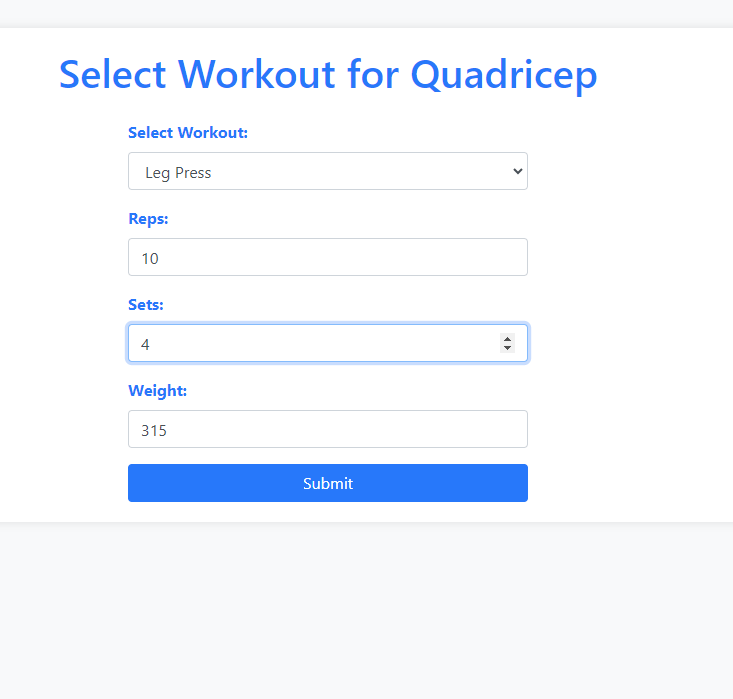 Select Workout for Quadricep
Select Workout:
Leg Press
Reps:
10
Sets:
4
Weight:
315
Submit